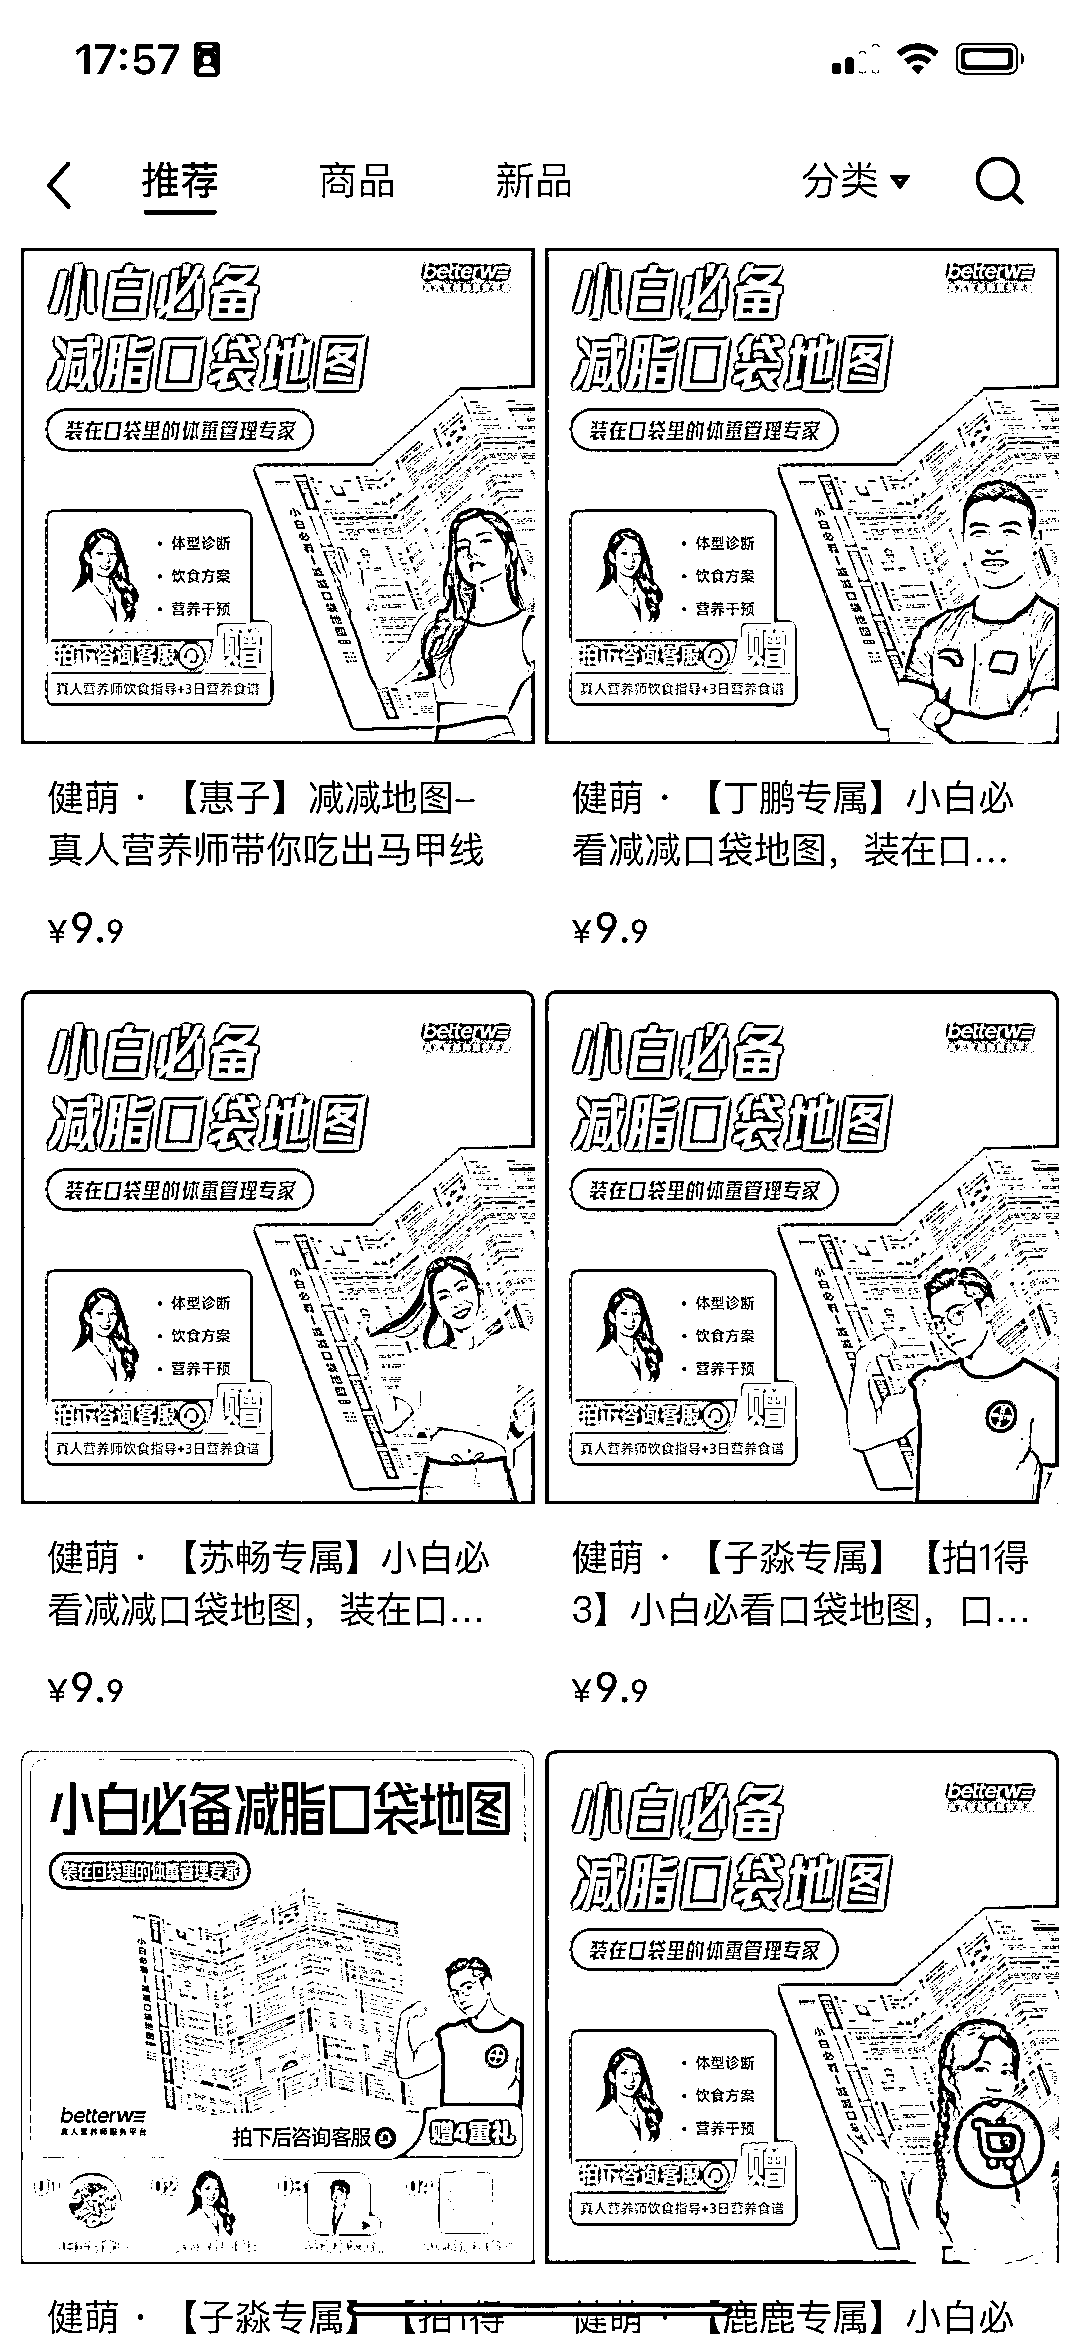 17:57
推荐 商品 新品 分类
小白必备
减脂口袋地图
betterwe
装在口袋里的体重管理专家
• 体型诊断
• 饮食方案
• 营养干预
拍下咨询客服 赠
真人营养师饮食指导+3日营养食谱
健萌 · 【惠子】减减地图-
真人营养师带你吃出马甲线
¥9.9
小白必备
减脂口袋地图
betterwe
装在口袋里的体重管理专家
• 体型诊断
• 饮食方案
• 营养干预
拍下咨询客服 赠
真人营养师饮食指导+3日营养食谱
健萌 · 【丁鹏专属】小白必
看减减口袋地图，装在口...
¥9.9
小白必备
减脂口袋地图
betterwe
装在口袋里的体重管理专家
• 体型诊断
• 饮食方案
• 营养干预
拍下咨询客服 赠
真人营养师饮食指导+3日营养食谱
健萌 · 【苏畅专属】小白必
看减减口袋地图，装在口...
¥9.9
小白必备
减脂口袋地图
betterwe
装在口袋里的体重管理专家
• 体型诊断
• 饮食方案
• 营养干预
拍下咨询客服 赠
真人营养师饮食指导+3日营养食谱
健萌 · 【子淼专属】【拍1得
3】小白必看口袋地图，口...
¥9.9
小白必备减脂口袋地图
装在口袋里的体重管理专家
betterwe
真人营养师服务平台
拍下后咨询客服 赠4重礼
健萌 · 【子淼专属】【拍1得
小白必备
减脂口袋地图
betterwe
装在口袋里的体重管理专家
• 体型诊断
• 饮食方案
• 营养干预
拍下咨询客服 赠
真人营养师饮食指导+3日营养食谱
健萌 · 【鹿鹿专属】小白必